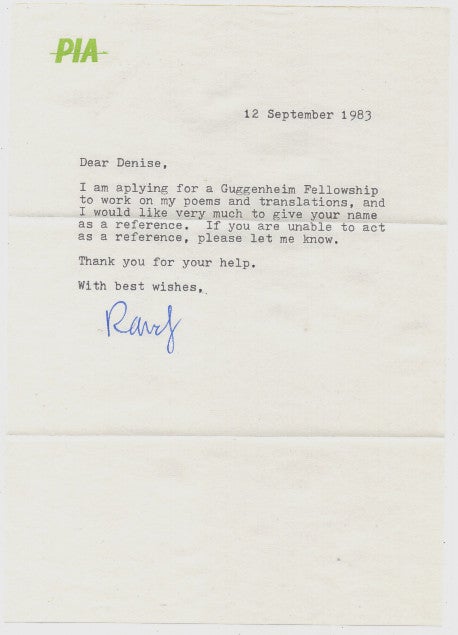 PIA
12 September 1983
Dear Denise,
I am aplying for a Guggenheim Fellowship
to work on my poems and translations, and
I would like very much to give your name
as a reference. If you are unable to act
as a reference, please let me know.
Thank you for your help.
With best wishes,